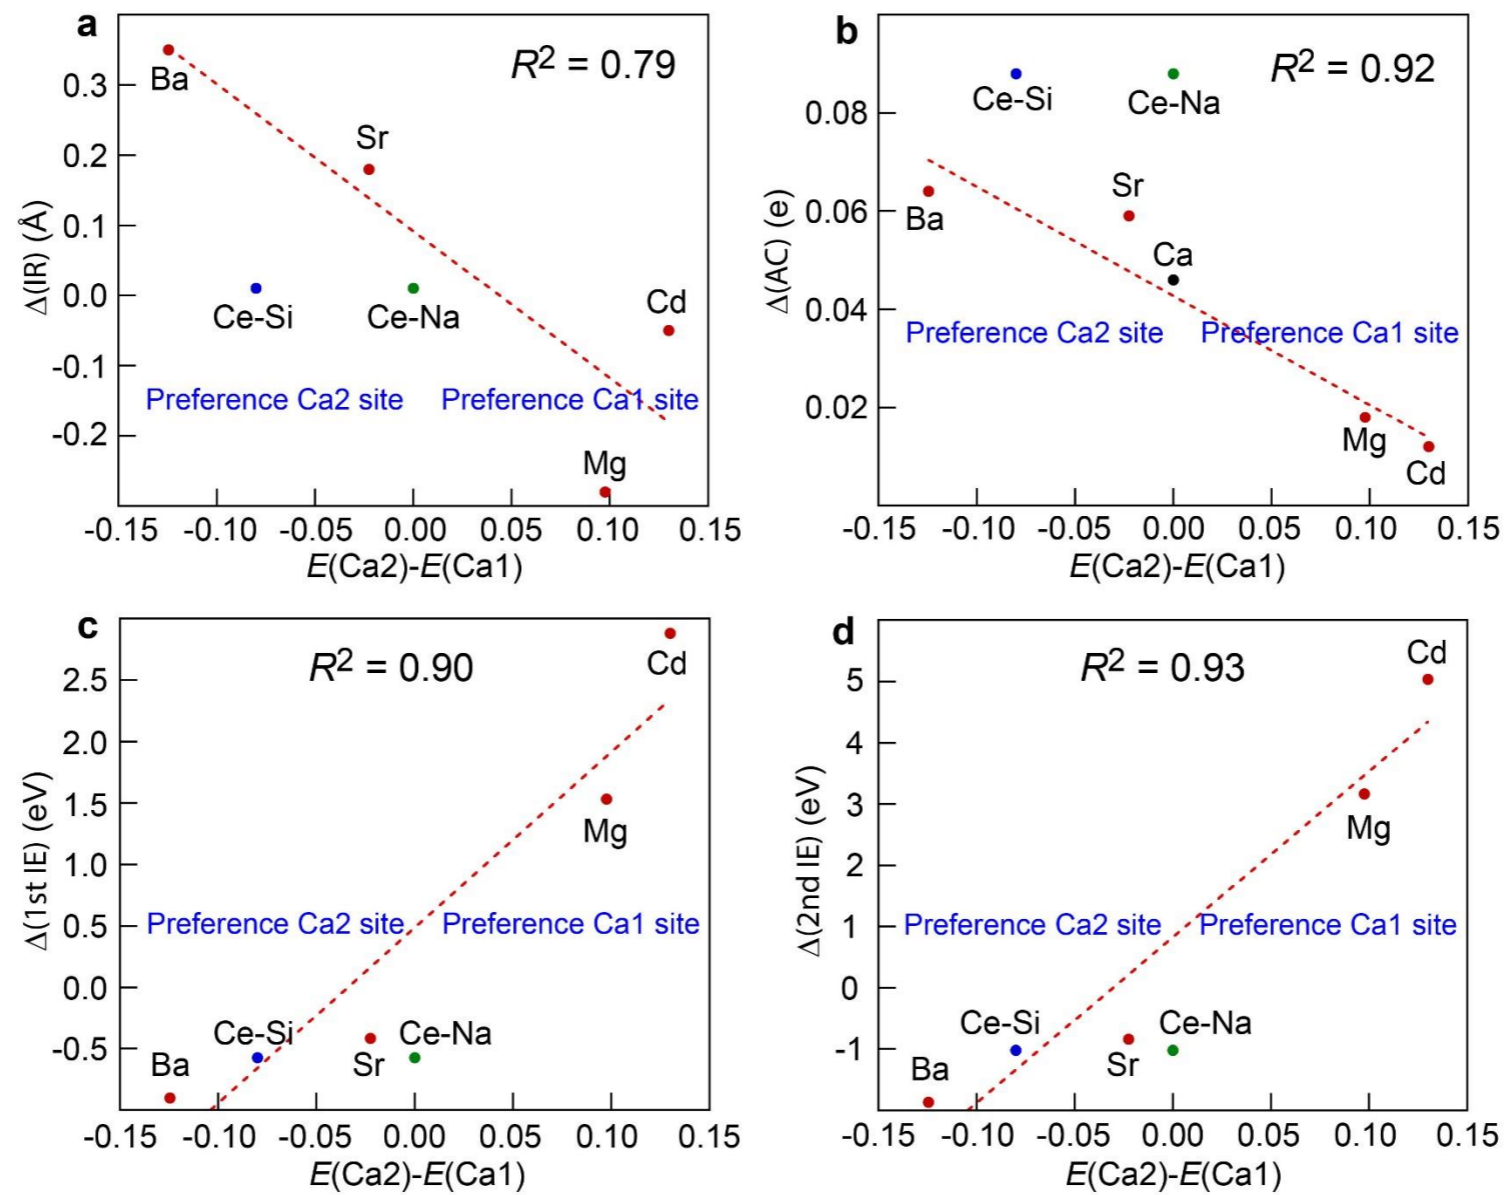 a
R² = 0.79
Ba
Sr
Ce-Si
Ce-Na
Cd
Mg
Preference Ca2 site
Preference Ca1 site
0.3
0.2
0.1
0.0
-0.1
-0.2
Δ(IR) (Å)
-0.15 -0.10 -0.05 0.00 0.05 0.10 0.15
E(Ca2)-E(Ca1)
b
R² = 0.92
Ce-Si
Ce-Na
Ba
Sr
Ca
Preference Ca2 site
Preference Ca1 site
Mg
Cd
0.08
0.06
0.04
0.02
Δ(AC) (e)
-0.15 -0.10 -0.05 0.00 0.05 0.10 0.15
E(Ca2)-E(Ca1)
c
R² = 0.90
Cd
Mg
Preference Ca2 site
Preference Ca1 site
Ce-Si
Ce-Na
Ba
Sr
2.5
2.0
1.5
1.0
0.5
0.0
-0.5
Δ(1st IE) (eV)
-0.15 -0.10 -0.05 0.00 0.05 0.10 0.15
E(Ca2)-E(Ca1)
d
R² = 0.93
Cd
Mg
Preference Ca2 site
Preference Ca1 site
Ce-Si
Ce-Na
Ba
Sr
5
4
3
2
1
0
-1
Δ(2nd IE) (eV)
-0.15 -0.10 -0.05 0.00 0.05 0.10 0.15
E(Ca2)-E(Ca1)